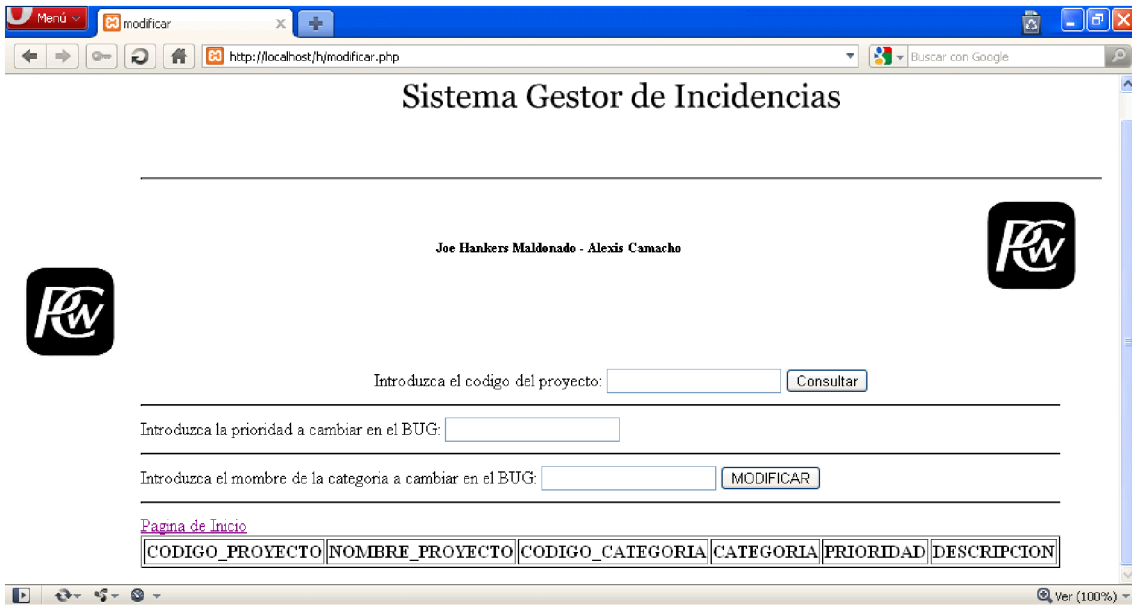 Menú
modificar
http://localhost/h/modificar.php
Buscar con Google
Sistema Gestor de Incidencias
Joe Hankers Maldonado - Alexis Camacho
PCW
PCW
Introduzca el codigo del proyecto:
Consultar
Introduzca la prioridad a cambiar en el BUG:
Introduzca el mombre de la categoria a cambiar en el BUG:
MODIFICAR
Pagina de Inicio
CODIGO_PROYECTO NOMBRE_PROYECTO CODIGO_CATEGORIA CATEGORIA PRIORIDAD DESCRIPCION
Ver (100%)